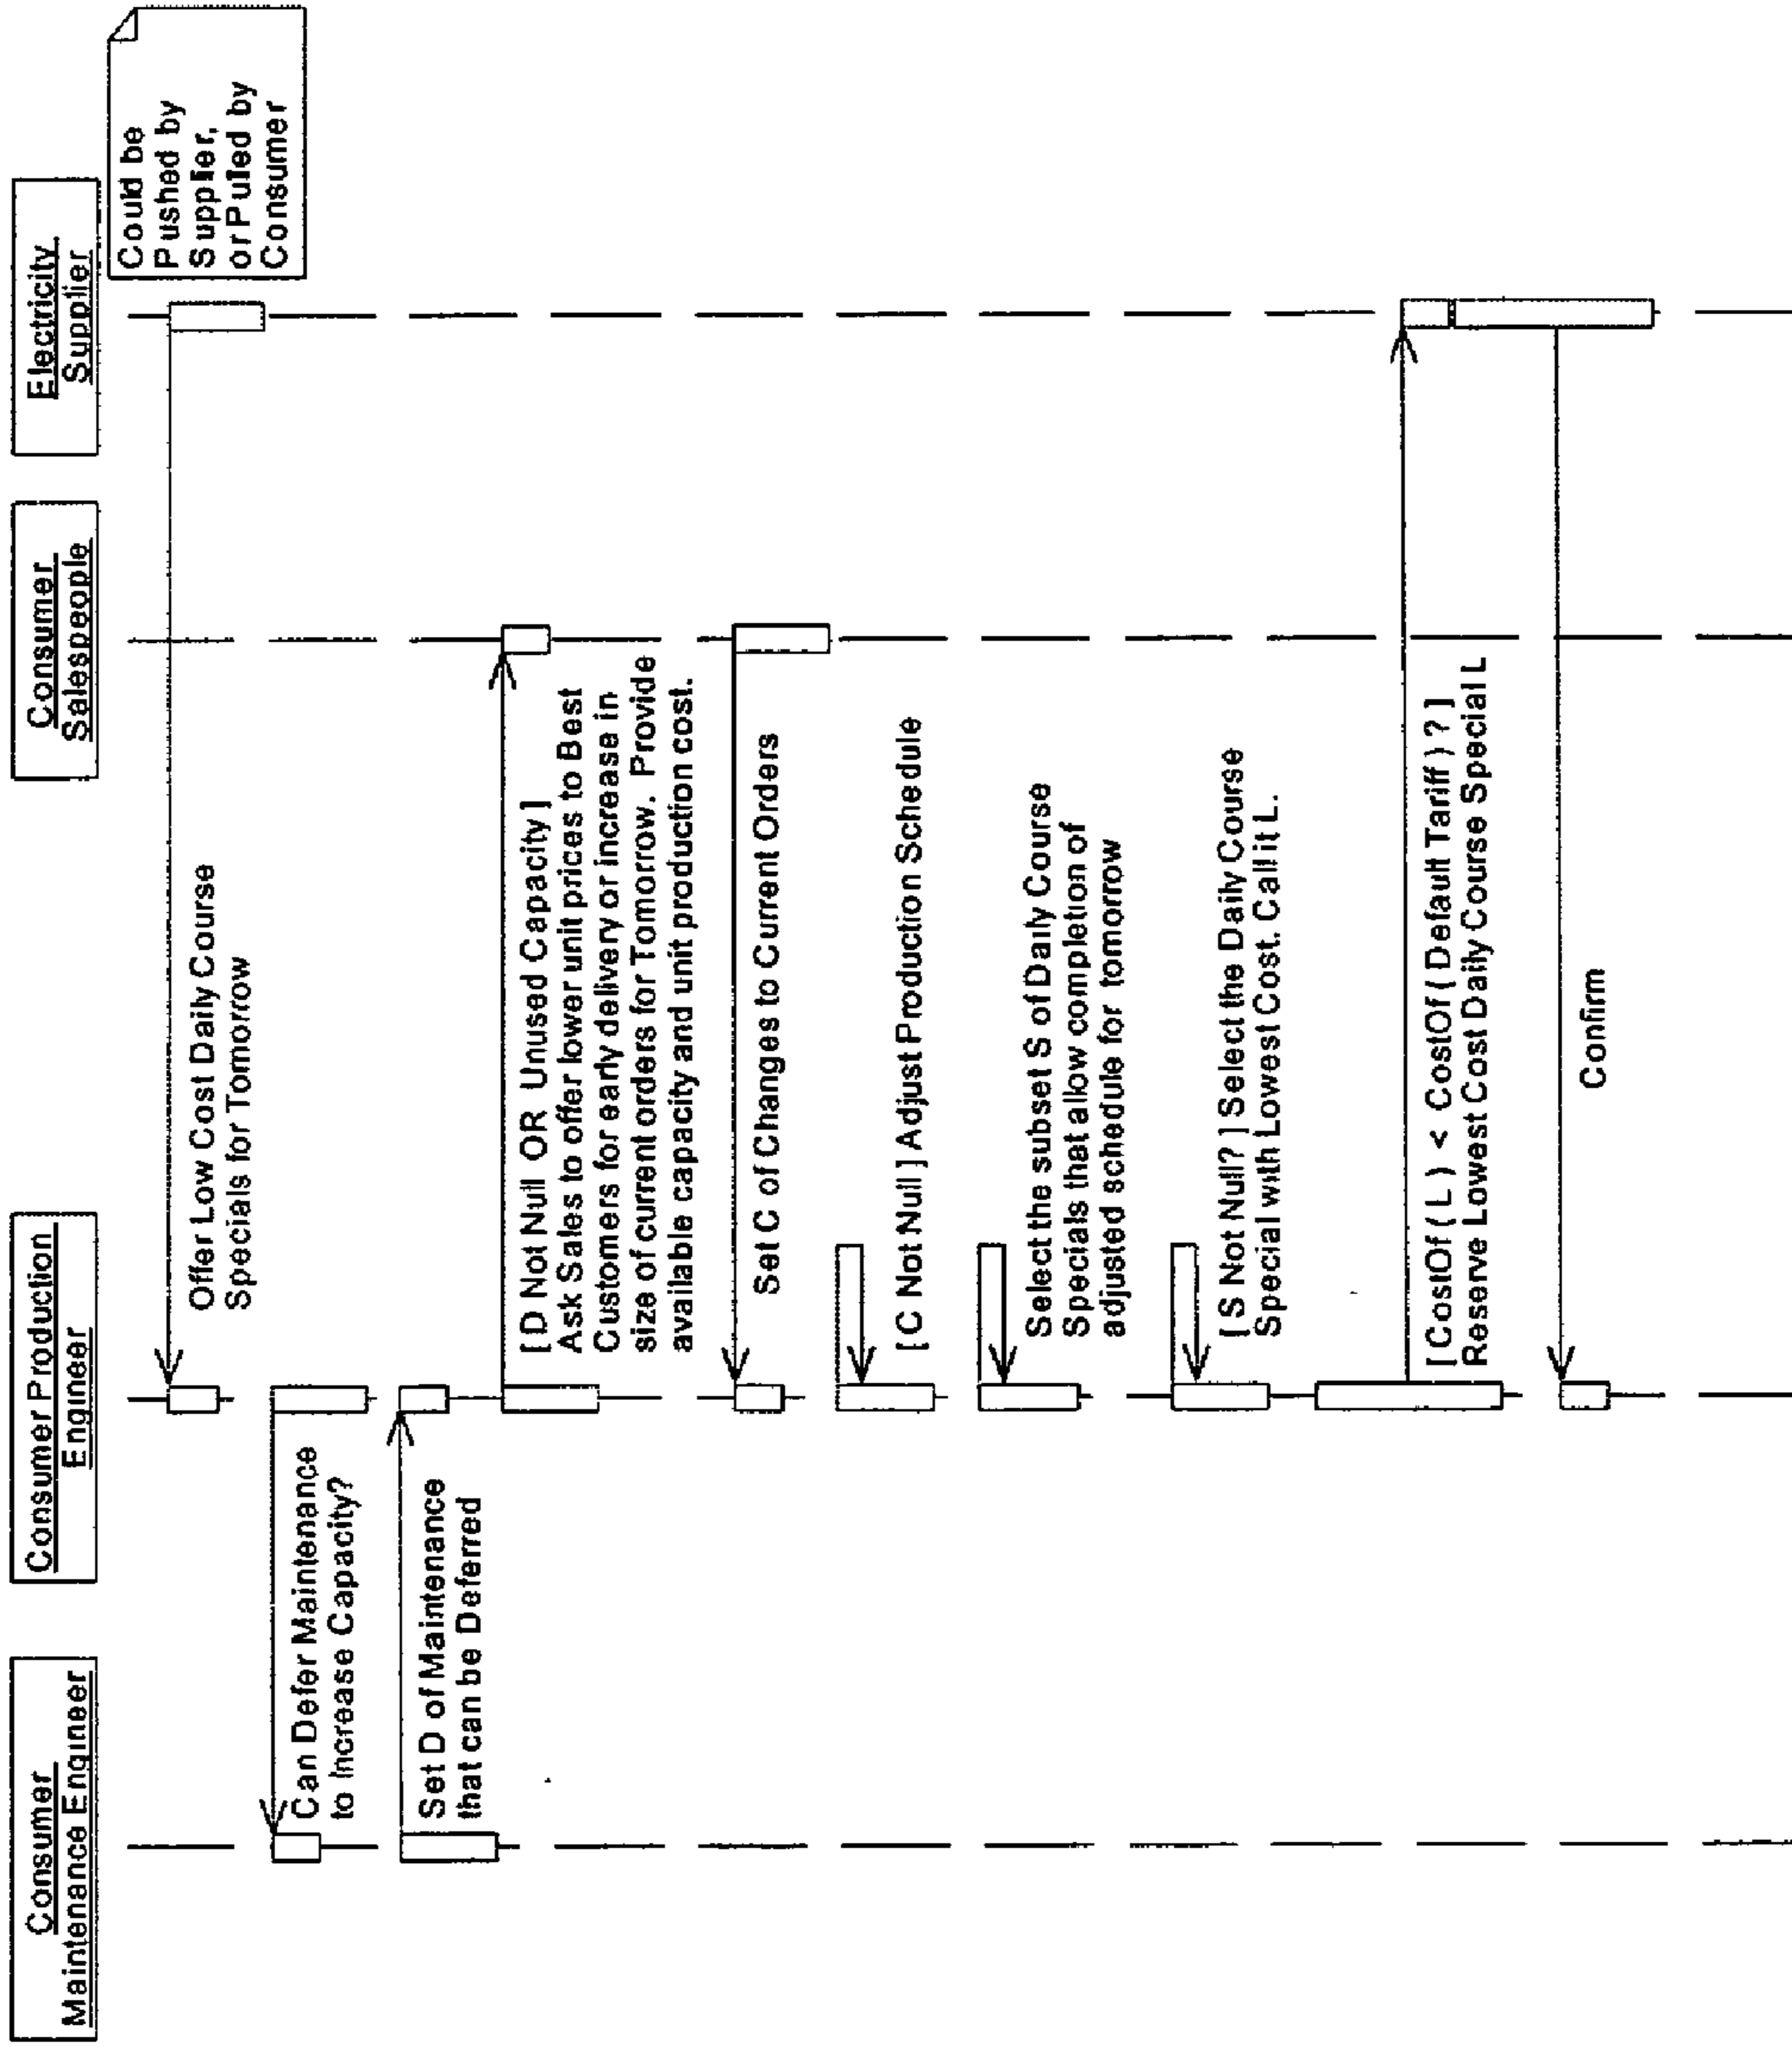 Consumer
Maintenance Engineer
Consumer Production
Engineer
Consumer
Salespeople
Electricity
Supplier
Could be
Pushed by
Supplier,
or Pulled by
Consumer
Offer Low Cost Daily Course
Specials for Tomorrow
Can Defer Maintenance
to Increase Capacity?
Set D of Maintenance
that can be Deferred
[ D Not Null OR Unused Capacity ]
Ask Sales to offer lower unit prices to Best
Customers for early delivery or increase in
size of current orders for Tomorrow. Provide
available capacity and unit production cost.
Set C of Changes to Current Orders
[ C Not Null ] Adjust Production Schedule
Select the subset S of Daily Course
Specials that allow completion of
adjusted schedule for tomorrow
[ S Not Null? ] Select the Daily Course
Special with Lowest Cost. Call it L.
[ CostOf ( L ) < CostOf ( Default Tariff ) ? ]
Reserve Lowest Cost Daily Course Special L
Confirm